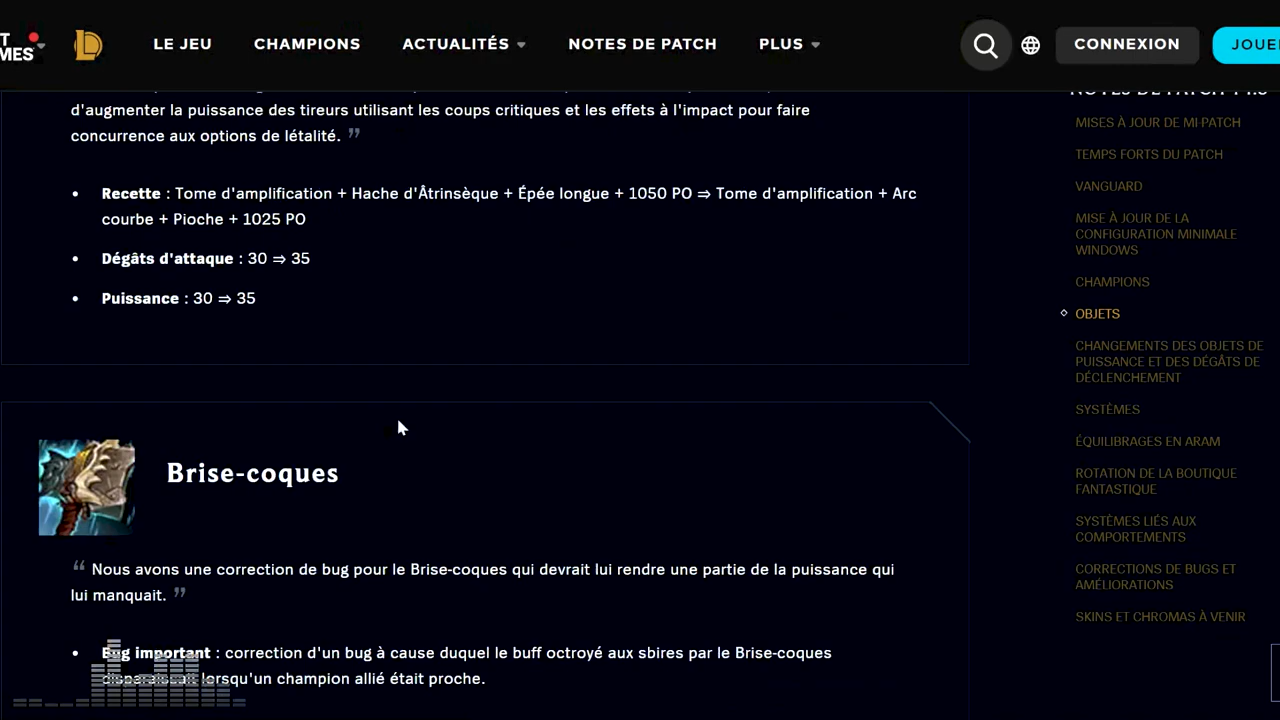 T
MES
LE JEU
CHAMPIONS
ACTUALITÉS
NOTES DE PATCH
PLUS
CONNEXION
JOUER
d'augmenter la puissance des tireurs utilisant les coups critiques et les effets à l'impact pour faire
concurrence aux options de létalité. ”
• Recette : Tome d'amplification + Hache d'Âtrinsèque + Épée longue + 1050 PO ⇒ Tome d'amplification + Arc
courbe + Pioche + 1025 PO
• Dégâts d'attaque : 30 ⇒ 35
• Puissance : 30 ⇒ 35
Brise-coques
“ Nous avons une correction de bug pour le Brise-coques qui devrait lui rendre une partie de la puissance qui
lui manquait. ”
• Bug important : correction d'un bug à cause duquel le buff octroyé aux sbires par le Brise-coques
disparaissait lorsqu'un champion allié était proche.
MISES À JOUR DE MI-PATCH
TEMPS FORTS DU PATCH
VANGUARD
MISE À JOUR DE LA
CONFIGURATION MINIMALE
WINDOWS
CHAMPIONS
OBJETS
CHANGEMENTS DES OBJETS DE
PUISSANCE ET DES DÉGÂTS DE
DÉCLENCHEMENT
SYSTÈMES
ÉQUILIBRAGES EN ARAM
ROTATION DE LA BOUTIQUE
FANTASTIQUE
SYSTÈMES LIÉS AUX
COMPORTEMENTS
CORRECTIONS DE BUGS ET
AMÉLIORATIONS
SKINS ET CHROMAS À VENIR